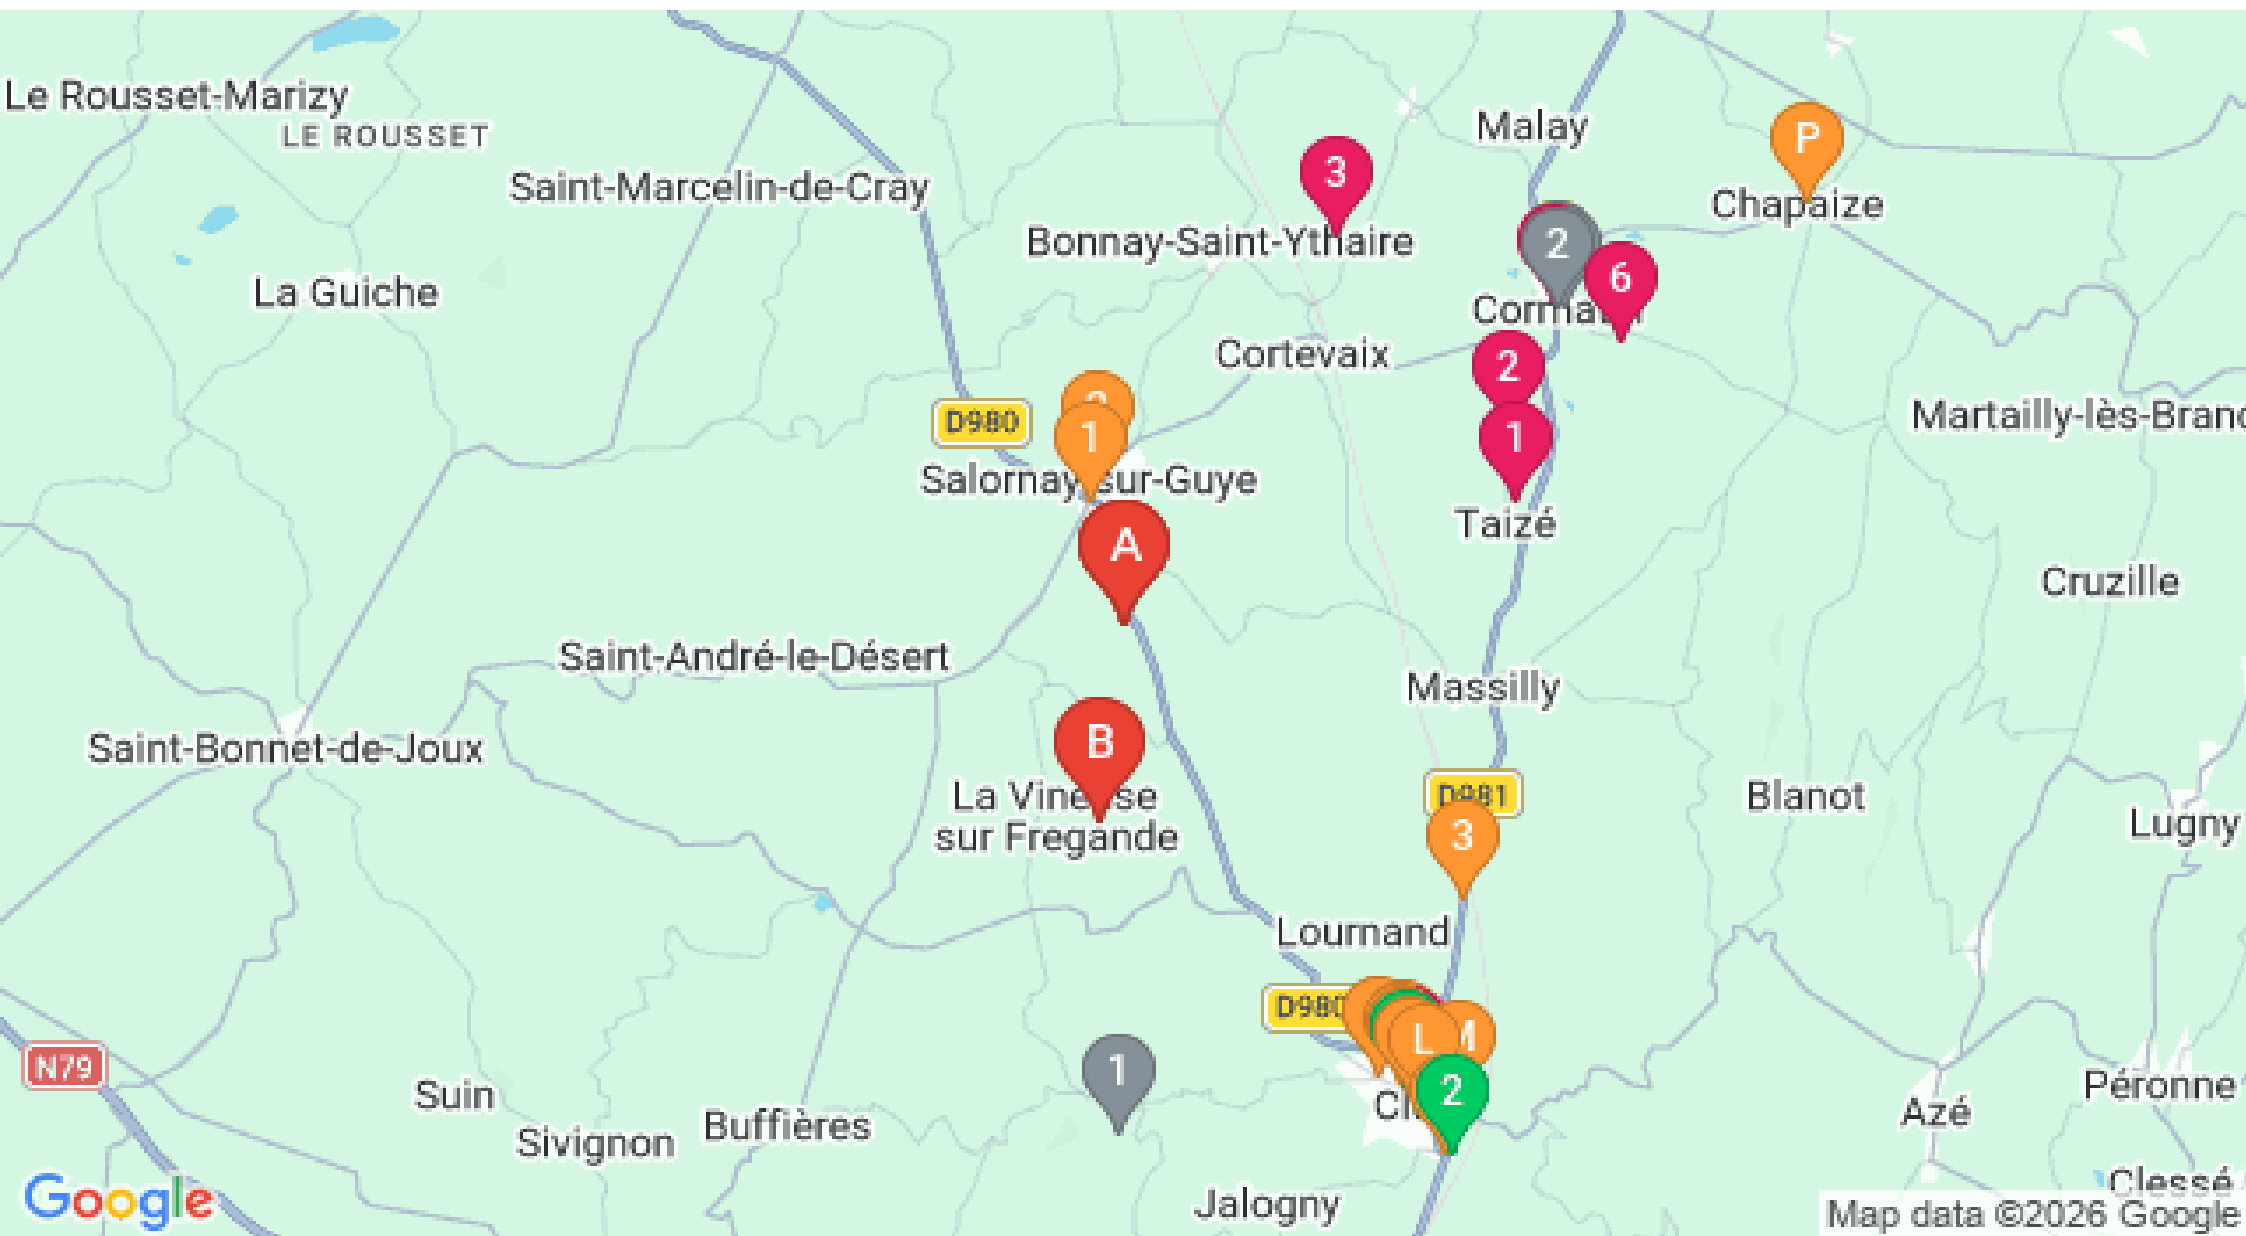 Le Rousset-Marizy
LE ROUSSET
Malay
P
3
Saint-Marcelin-de-Cray
Chapaize
Bonnay-Saint-Ythaire
2
6
La Guiche
Cortevaix
2
D980
1
1
Salornay-sur-Guye
Taizé
A
Cruzille
Saint-André-le-Désert
Massilly
B
Saint-Bonnet-de-Joux
La Vineuse
sur Fregande
D981
Blanot
3
Lugny
Lournand
D980
L
M
N79
1
2
Suin
Péronne
Azé
Buffières
Sivignon
Clessé
Jalogny
Google
Map data ©2026 Google